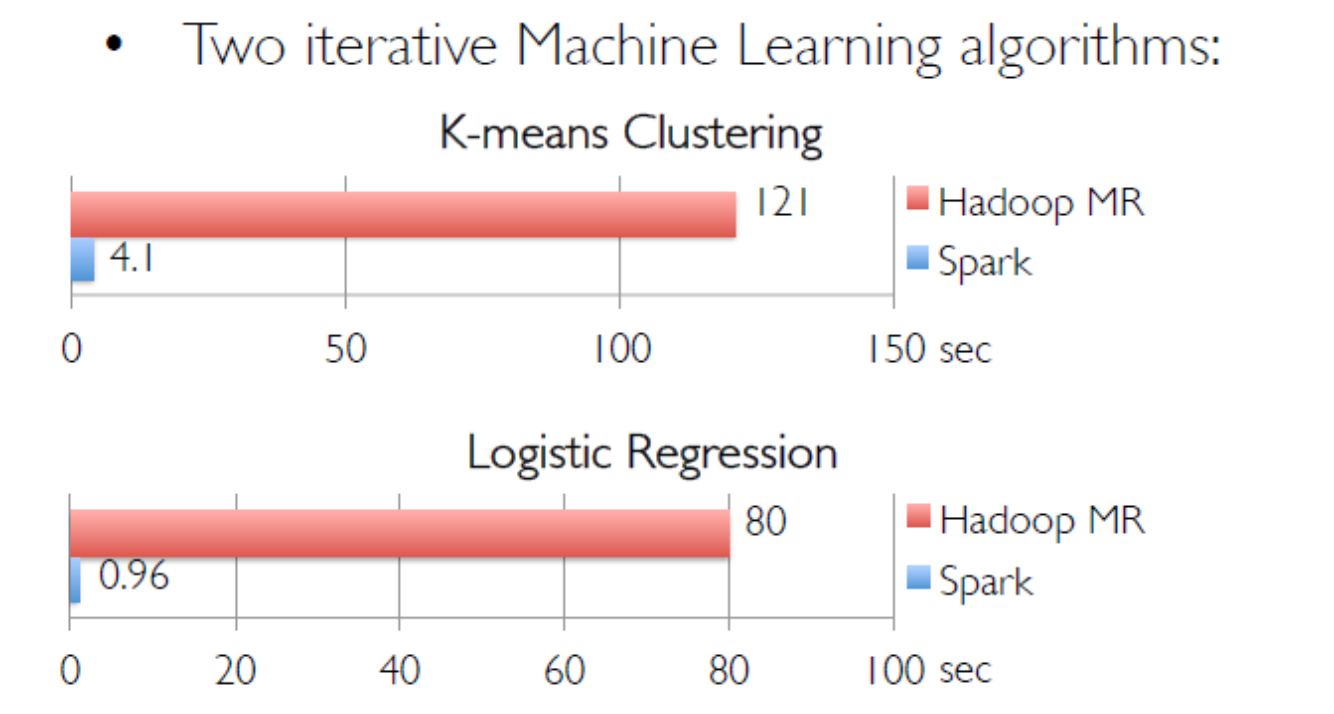 • Two iterative Machine Learning algorithms:
K-means Clustering
121
Hadoop MR
4.1
Spark
0 50 100 150 sec
Logistic Regression
80
Hadoop MR
0.96
Spark
0 20 40 60 80 100 sec